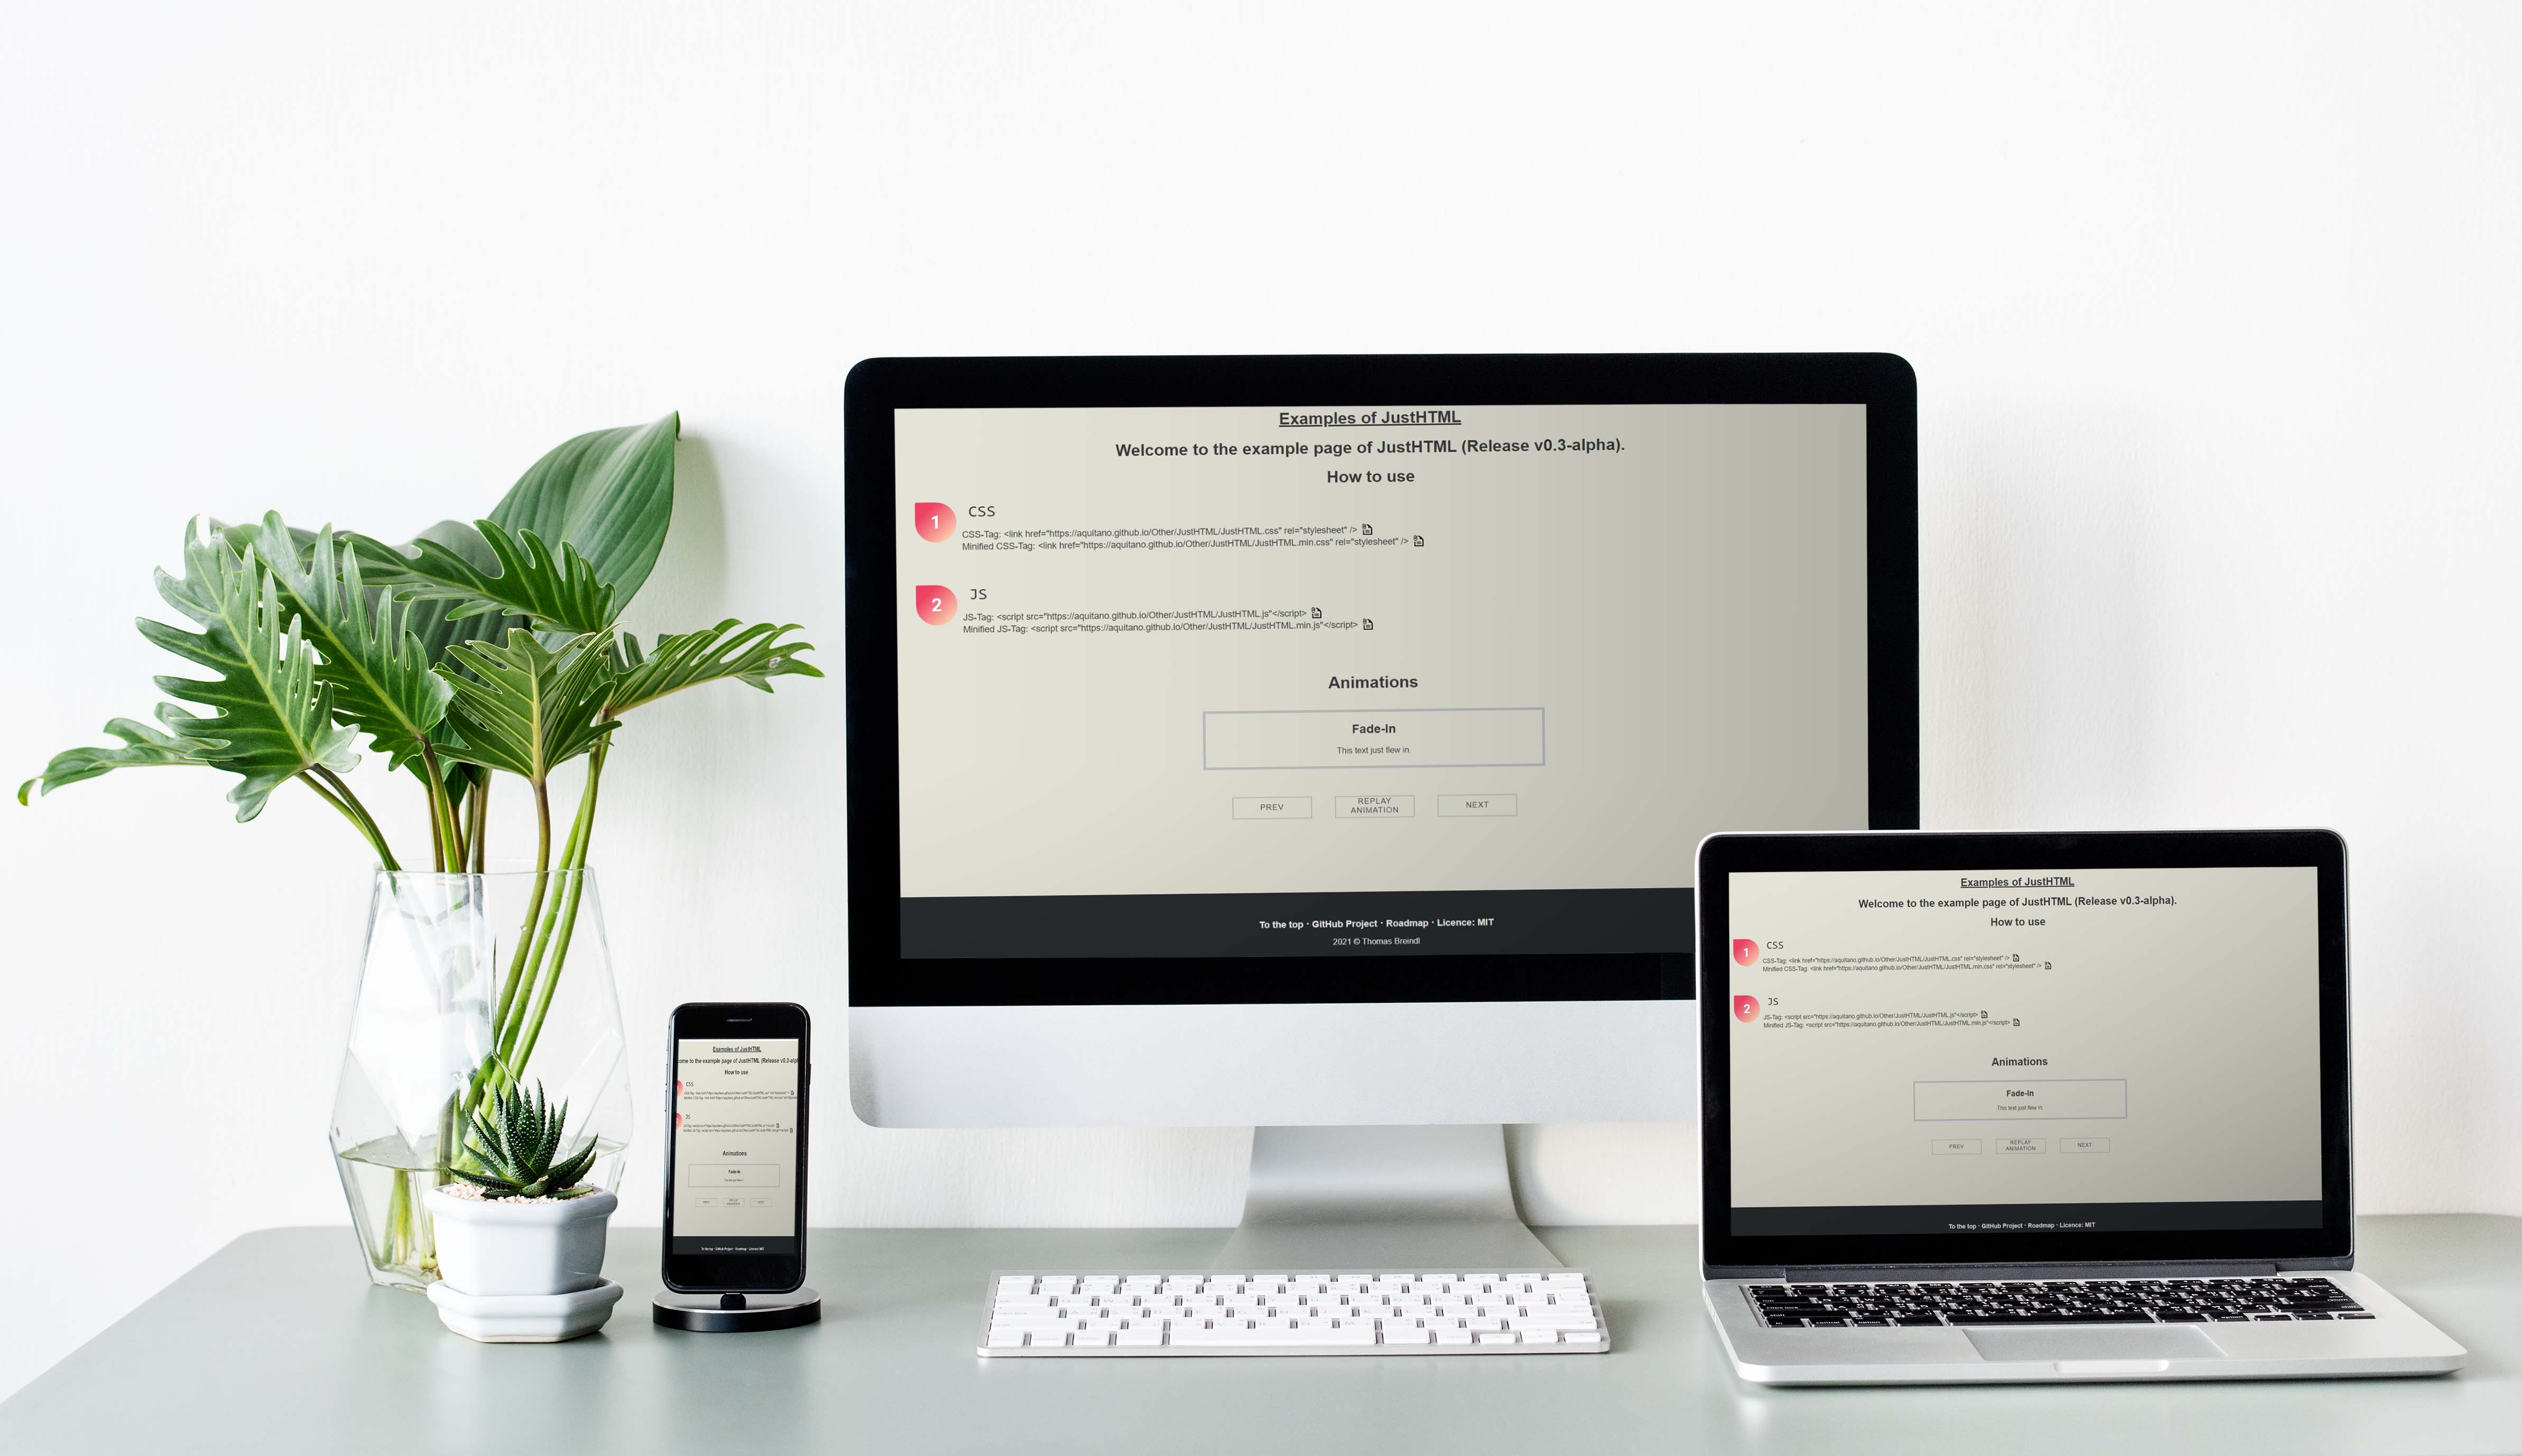 Examples of JustHTML
Welcome to the example page of JustHTML (Release v0.3-alpha).
How to use
1
CSS
CSS-Tag: <link href="https://aquitano.github.io/Other/JustHTML/JustHTML.css" rel="stylesheet" />
Minified CSS-Tag: <link href="https://aquitano.github.io/Other/JustHTML/JustHTML.min.css" rel="stylesheet" />
2
JS
JS-Tag: <script src="https://aquitano.github.io/Other/JustHTML/JustHTML.js"</script>
Minified JS-Tag: <script src="https://aquitano.github.io/Other/JustHTML/JustHTML.min.js"</script>
Animations
Fade-In
This text just flew in.
PREV
REPLAY
ANIMATION
NEXT
To the top · GitHub Project · Roadmap · Licence: MIT
2021 © Thomas Breindl
Examples of JustHTML
Welcome to the example page of JustHTML (Release v0.3-alpha).
How to use
1
CSS
CSS-Tag: <link href="https://aquitano.github.io/Other/JustHTML/JustHTML.css" rel="stylesheet" />
Minified CSS-Tag: <link href="https://aquitano.github.io/Other/JustHTML/JustHTML.min.css" rel="stylesheet" />
2
JS
JS-Tag: <script src="https://aquitano.github.io/Other/JustHTML/JustHTML.js"</script>
Minified JS-Tag: <script src="https://aquitano.github.io/Other/JustHTML/JustHTML.min.js"</script>
Animations
Fade-In
This text just flew in.
PREV
REPLAY
ANIMATION
NEXT
To the top · GitHub Project · Roadmap · Licence: MIT
Examples of JustHTML
come to the example page of JustHTML (Release v0.3-alph
How to use
CSS
JS
Animations
Fade-In
To the top · GitHub Project · Roadmap · Licence: MIT